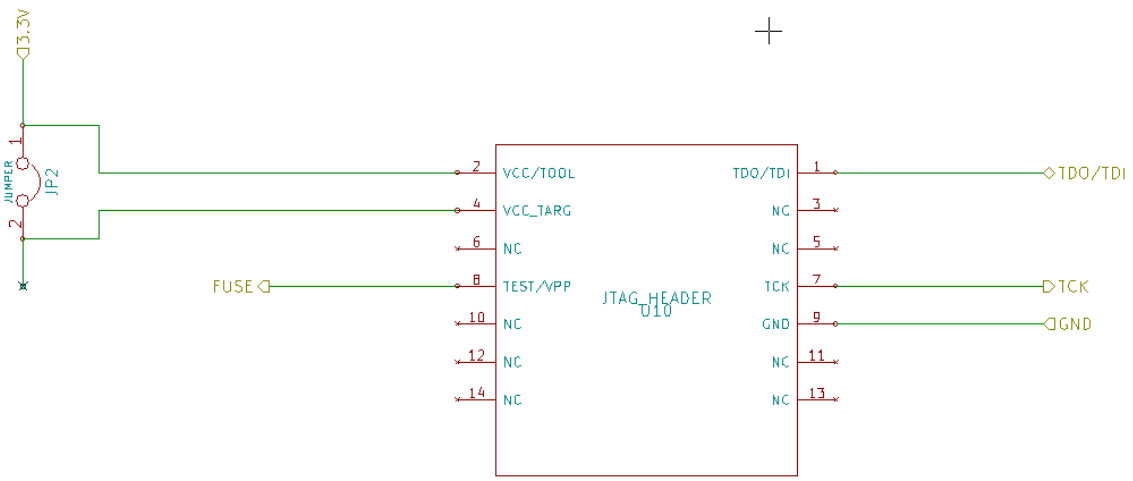 3.3V
1
JUMPER
JP2
2
2 VCC/TOOL
4 VCC_TARG
6 NC
FUSE
8 TEST/VPP
10 NC
12 NC
14 NC
JTAG_HEADER
U10
TDO/TDI 1
TDO/TDI
NC 3
NC 5
TCK 7
TCK
GND 9
GND
NC 11
NC 13